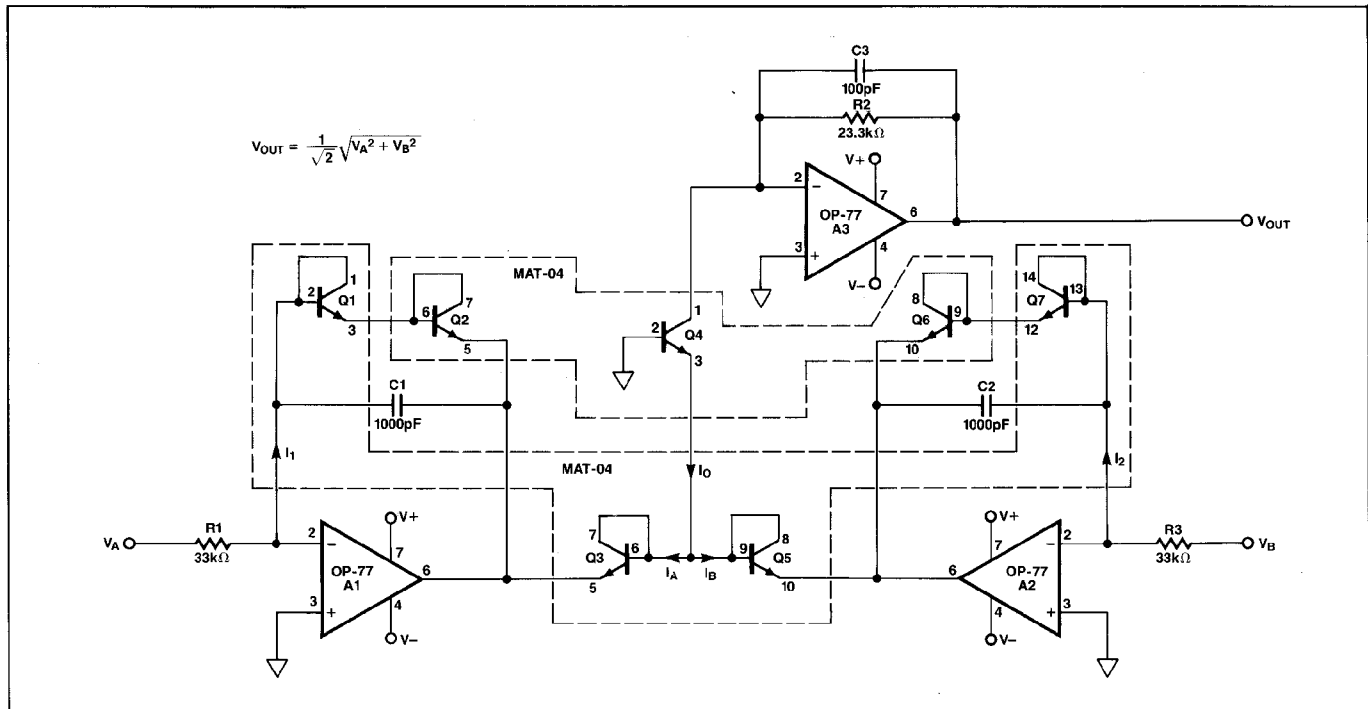 C3
100pF
R2
23.3kΩ
V_OUT = 1/√2 √V_A² + V_B²
V+
2
−
7
OP-77
A3
6
V_OUT
3
+
4
V−
MAT-04
1
2
Q1
3
7
6
Q2
5
1
2
Q4
3
8
9
Q6
10
14
13
Q7
12
C1
1000pF
C2
1000pF
I₁
MAT-04
I_O
I₂
V_A
R1
33kΩ
2
−
V+
7
OP-77
A1
6
3
+
4
V−
7
Q3
6
5
I_A
I_B
8
9
Q5
10
V+
7
2
−
OP-77
A2
6
3
+
4
V−
R3
33kΩ
V_B